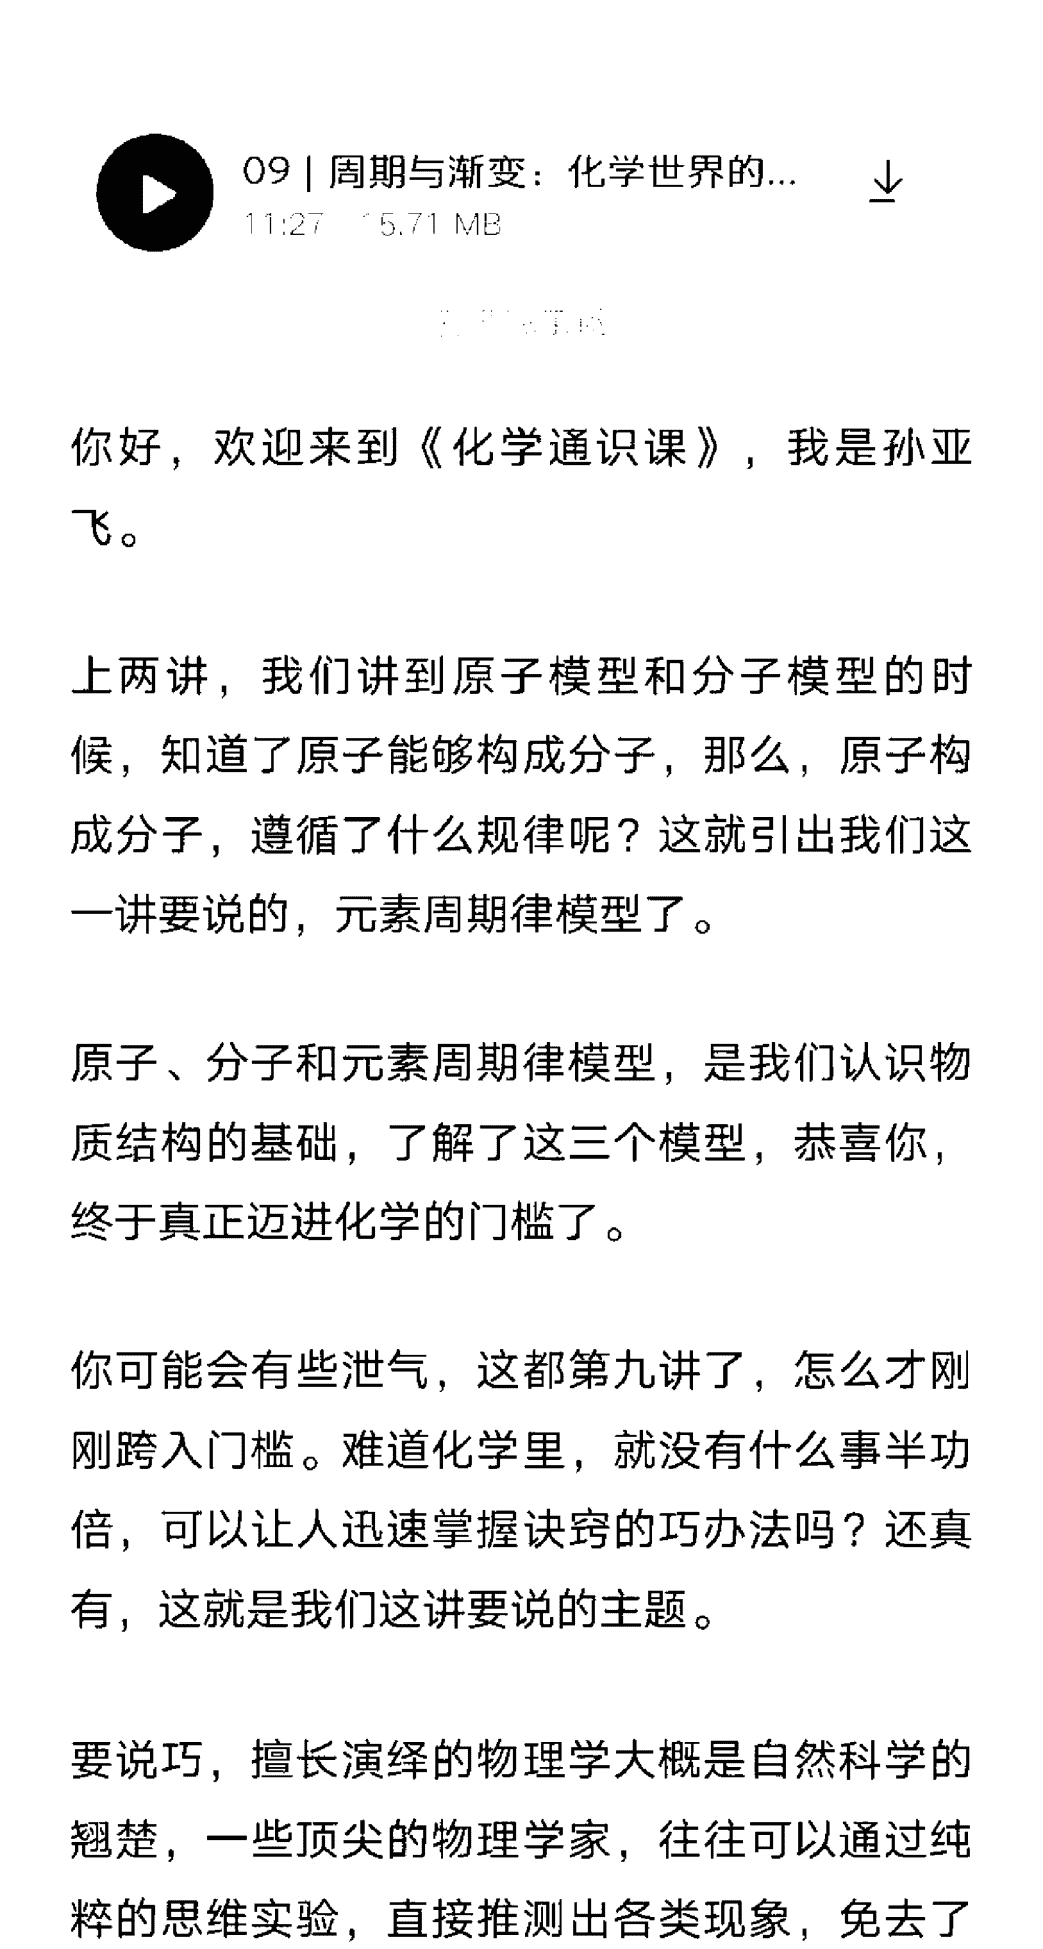 09 | 周期与渐变：化学世界的...
11:27 15.71 MB
你好，欢迎来到《化学通识课》，我是孙亚
飞。
上两讲，我们讲到原子模型和分子模型的时
候，知道了原子能够构成分子，那么，原子构
成分子，遵循了什么规律呢？这就引出我们这
一讲要说的，元素周期律模型了。
原子、分子和元素周期律模型，是我们认识物
质结构的基础，了解了这三个模型，恭喜你，
终于真正迈进化学的门槛了。
你可能会有些泄气，这都第九讲了，怎么才刚
刚跨入门槛。难道化学里，就没有什么事半功
倍，可以让人迅速掌握诀窍的巧办法吗？还真
有，这就是我们这讲要说的主题。
要说巧，擅长演绎的物理学大概是自然科学的
翘楚，一些顶尖的物理学家，往往可以通过纯
粹的思维实验，直接推测出各类现象，免去了